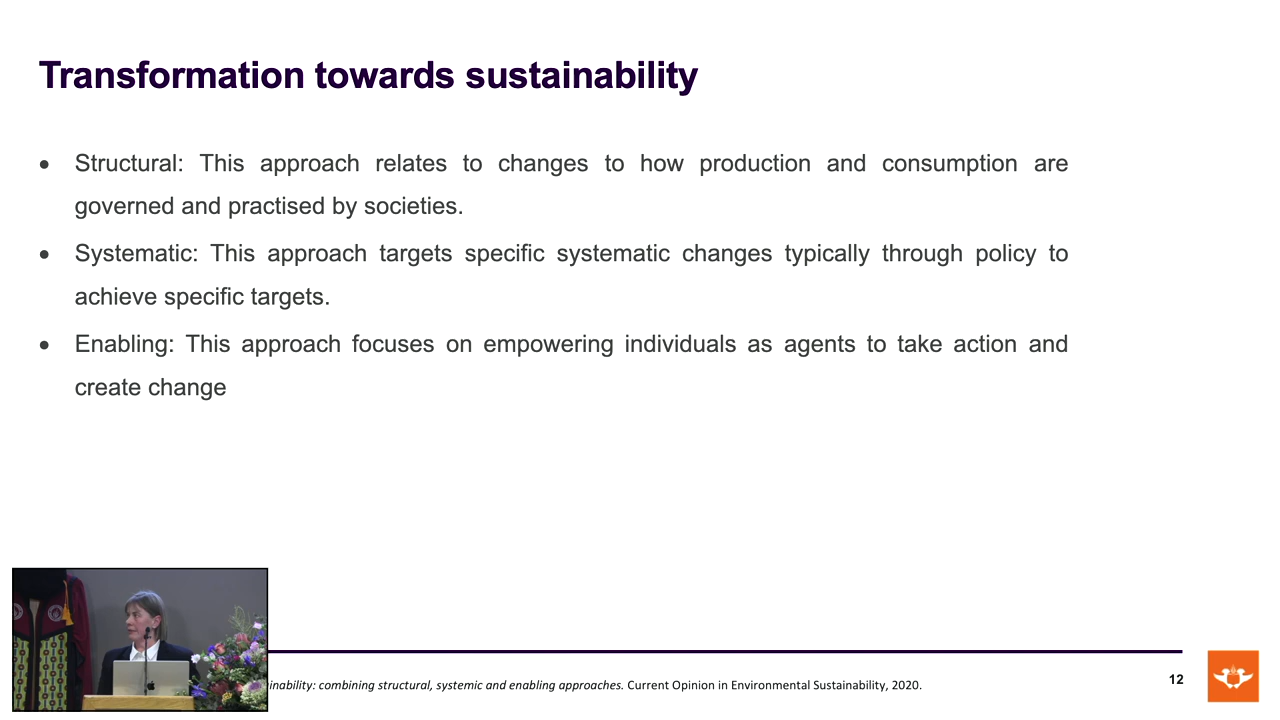 Transformation towards sustainability
• Structural: This approach relates to changes to how production and consumption are
governed and practised by societies.
• Systematic: This approach targets specific systematic changes typically through policy to
achieve specific targets.
• Enabling: This approach focuses on empowering individuals as agents to take action and
create change
inability: combining structural, systemic and enabling approaches. Current Opinion in Environmental Sustainability, 2020.
12